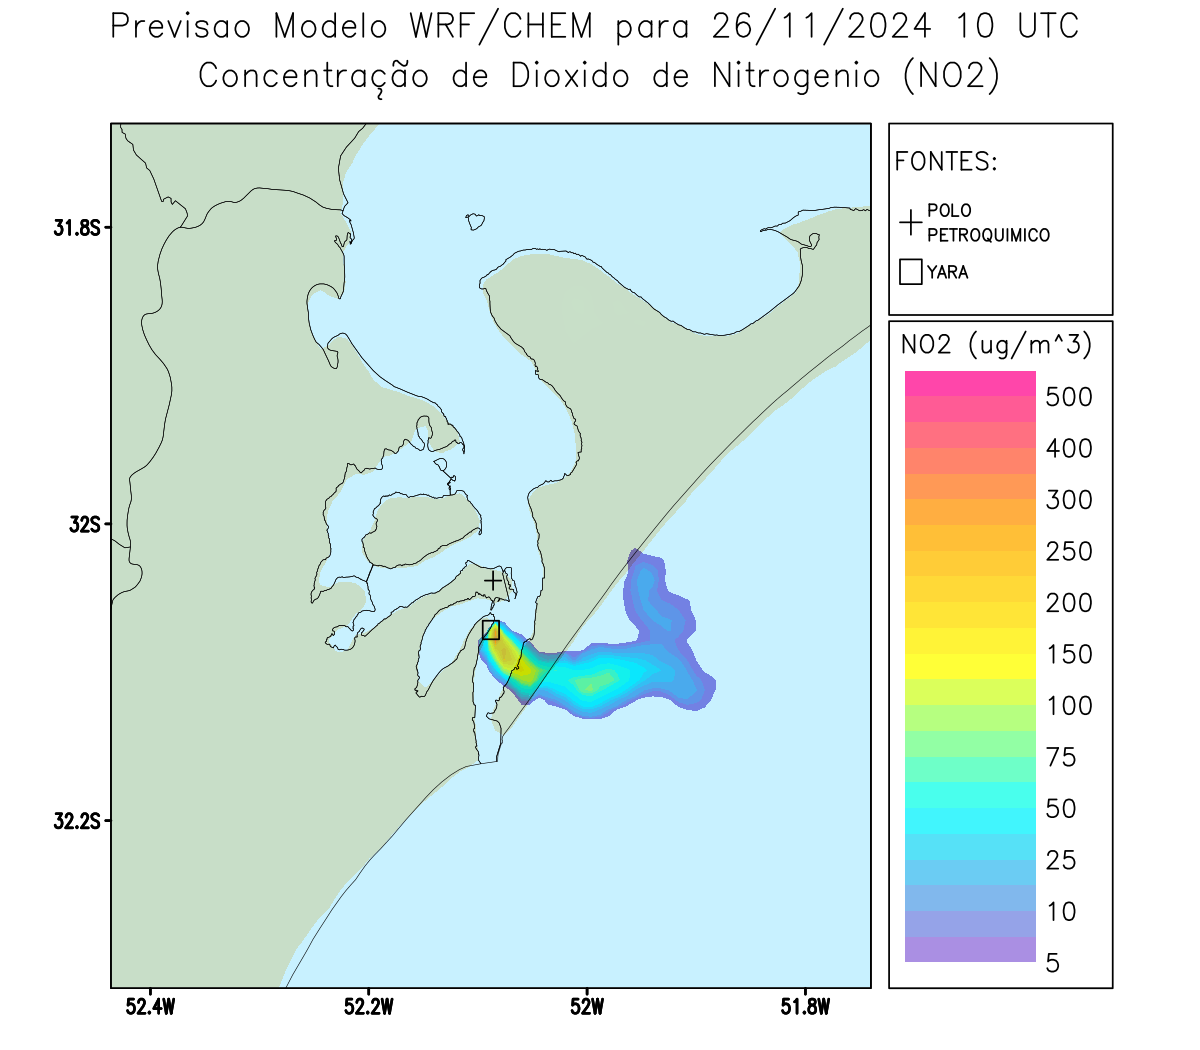 Previsao Modelo WRF/CHEM para 26/11/2024 10 UTC
Concentração de Dioxido de Nitrogenio (NO2)
FONTES:
POLO
PETROQUIMICO
YARA
NO2 (ug/m^3)
500
400
300
250
200
150
100
75
50
25
10
5
31.8S
32S
32.2S
52.4W
52.2W
52W
51.8W